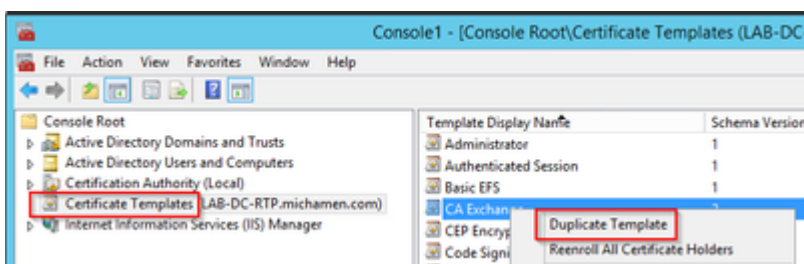 Console1 - [Console Root\Certificate Templates (LAB-DC
File Action View Favorites Window Help
Console Root
Active Directory Domains and Trusts
Active Directory Users and Computers
Certification Authority (Local)
Certificate Templates (LAB-DC-RTP.michamen.com)
Internet Information Services (IIS) Manager
Template Display Name Schema Version
Administrator 1
Authenticated Session 1
Basic EFS 1
CA Exchange 2
CEP Encryp
Code Signi
Duplicate Template
Reenroll All Certificate Holders